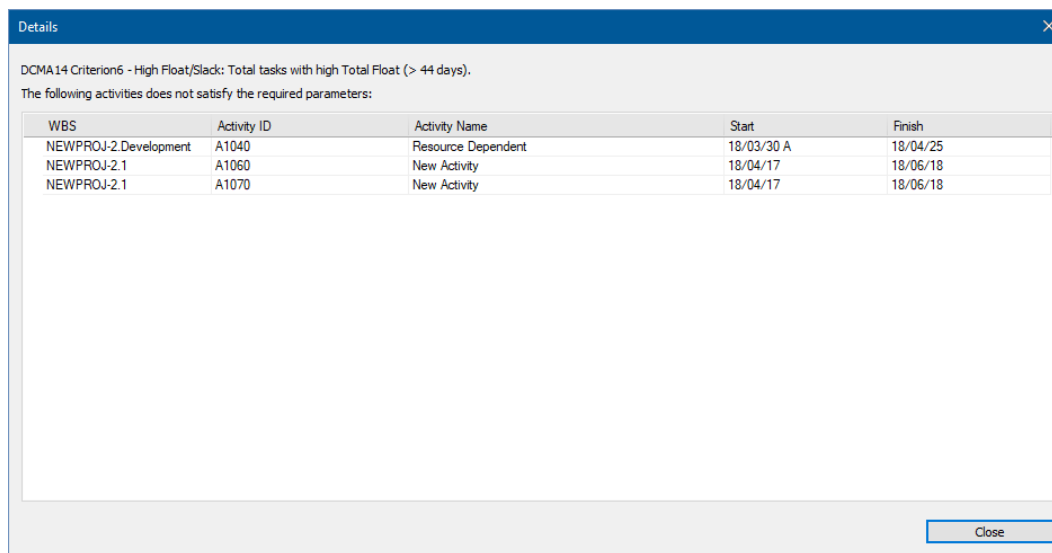 Details
DCMA14 Criterion6 - High Float/Slack: Total tasks with high Total Float (> 44 days).
The following activities does not satisfy the required parameters:
WBS Activity ID Activity Name Start Finish
NEWPROJ-2.Development A1040 Resource Dependent 18/03/30 A 18/04/25
NEWPROJ-2.1 A1060 New Activity 18/04/17 18/06/18
NEWPROJ-2.1 A1070 New Activity 18/04/17 18/06/18
Close